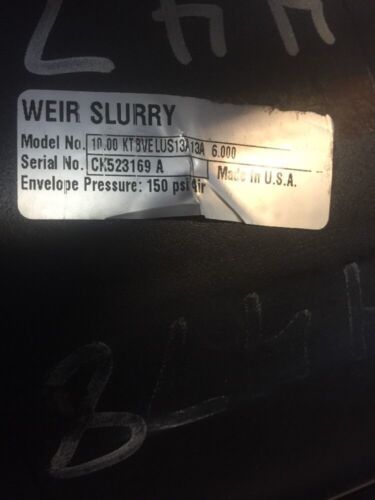 WEIR SLURRY
Model No. 10.00 KTBVELUS13A13A 6.000
Serial No. CK523169 A Made in U.S.A.
Envelope Pressure: 150 psi air